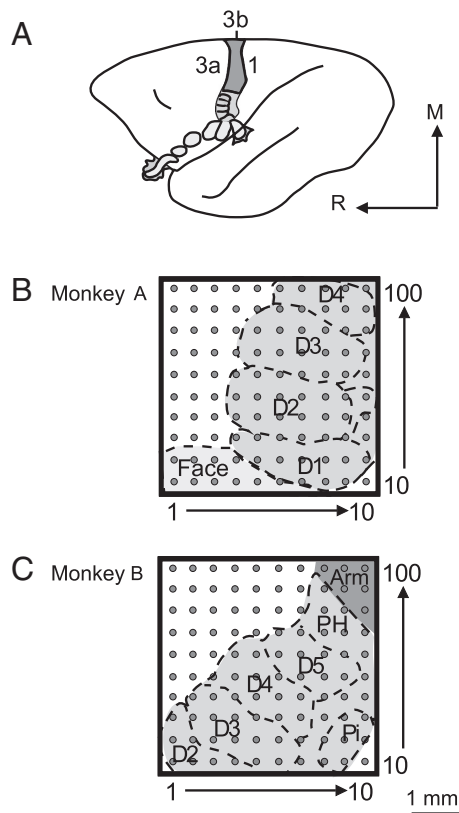 A
3b
3a 1
M
R
B Monkey A
D4
100
D3
D2
Face D1
10
1 10
C Monkey B
Arm
100
PH
D5
D4
D3
Pi
D2
10
1 10
1 mm